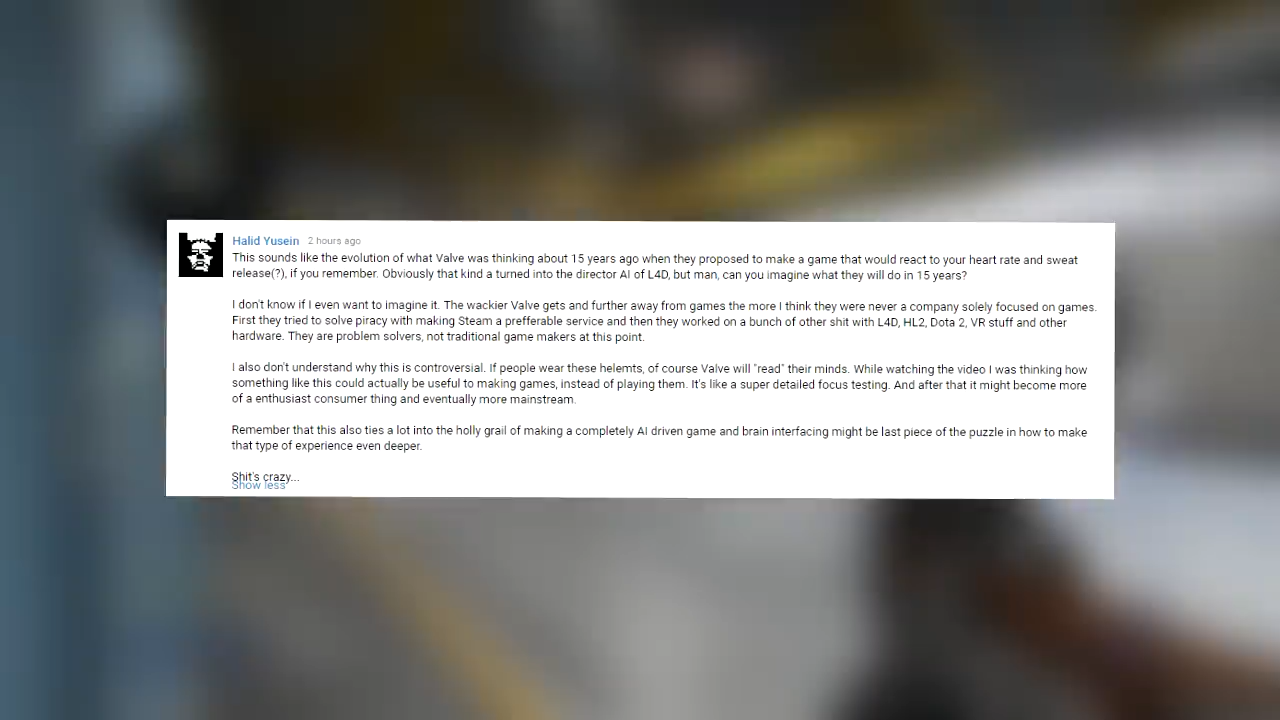 Halid Yusein 2 hours ago
This sounds like the evolution of what Valve was thinking about 15 years ago when they proposed to make a game that would react to your heart rate and sweat
release(?), if you remember. Obviously that kind a turned into the director AI of L4D, but man, can you imagine what they will do in 15 years?
I don't know if I even want to imagine it. The wackier Valve gets and further away from games the more I think they were never a company solely focused on games.
First they tried to solve piracy with making Steam a prefferable service and then they worked on a bunch of other shit with L4D, HL2, Dota 2, VR stuff and other
hardware. They are problem solvers, not traditional game makers at this point.
I also don't understand why this is controversial. If people wear these helemts, of course Valve will "read" their minds. While watching the video I was thinking how
something like this could actually be useful to making games, instead of playing them. It's like a super detailed focus testing. And after that it might become more
of a enthusiast consumer thing and eventually more mainstream.
Remember that this also ties a lot into the holly grail of making a completely AI driven game and brain interfacing might be last piece of the puzzle in how to make
that type of experience even deeper.
Shit's crazy...
Show less